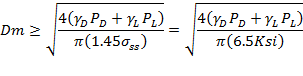 Dm ≥ √(4(γ_D P_D + γ_L P_L) / π(1.45σ_ss)) = √(4(γ_D P_D + γ_L P_L) / π(6.5Ksi))